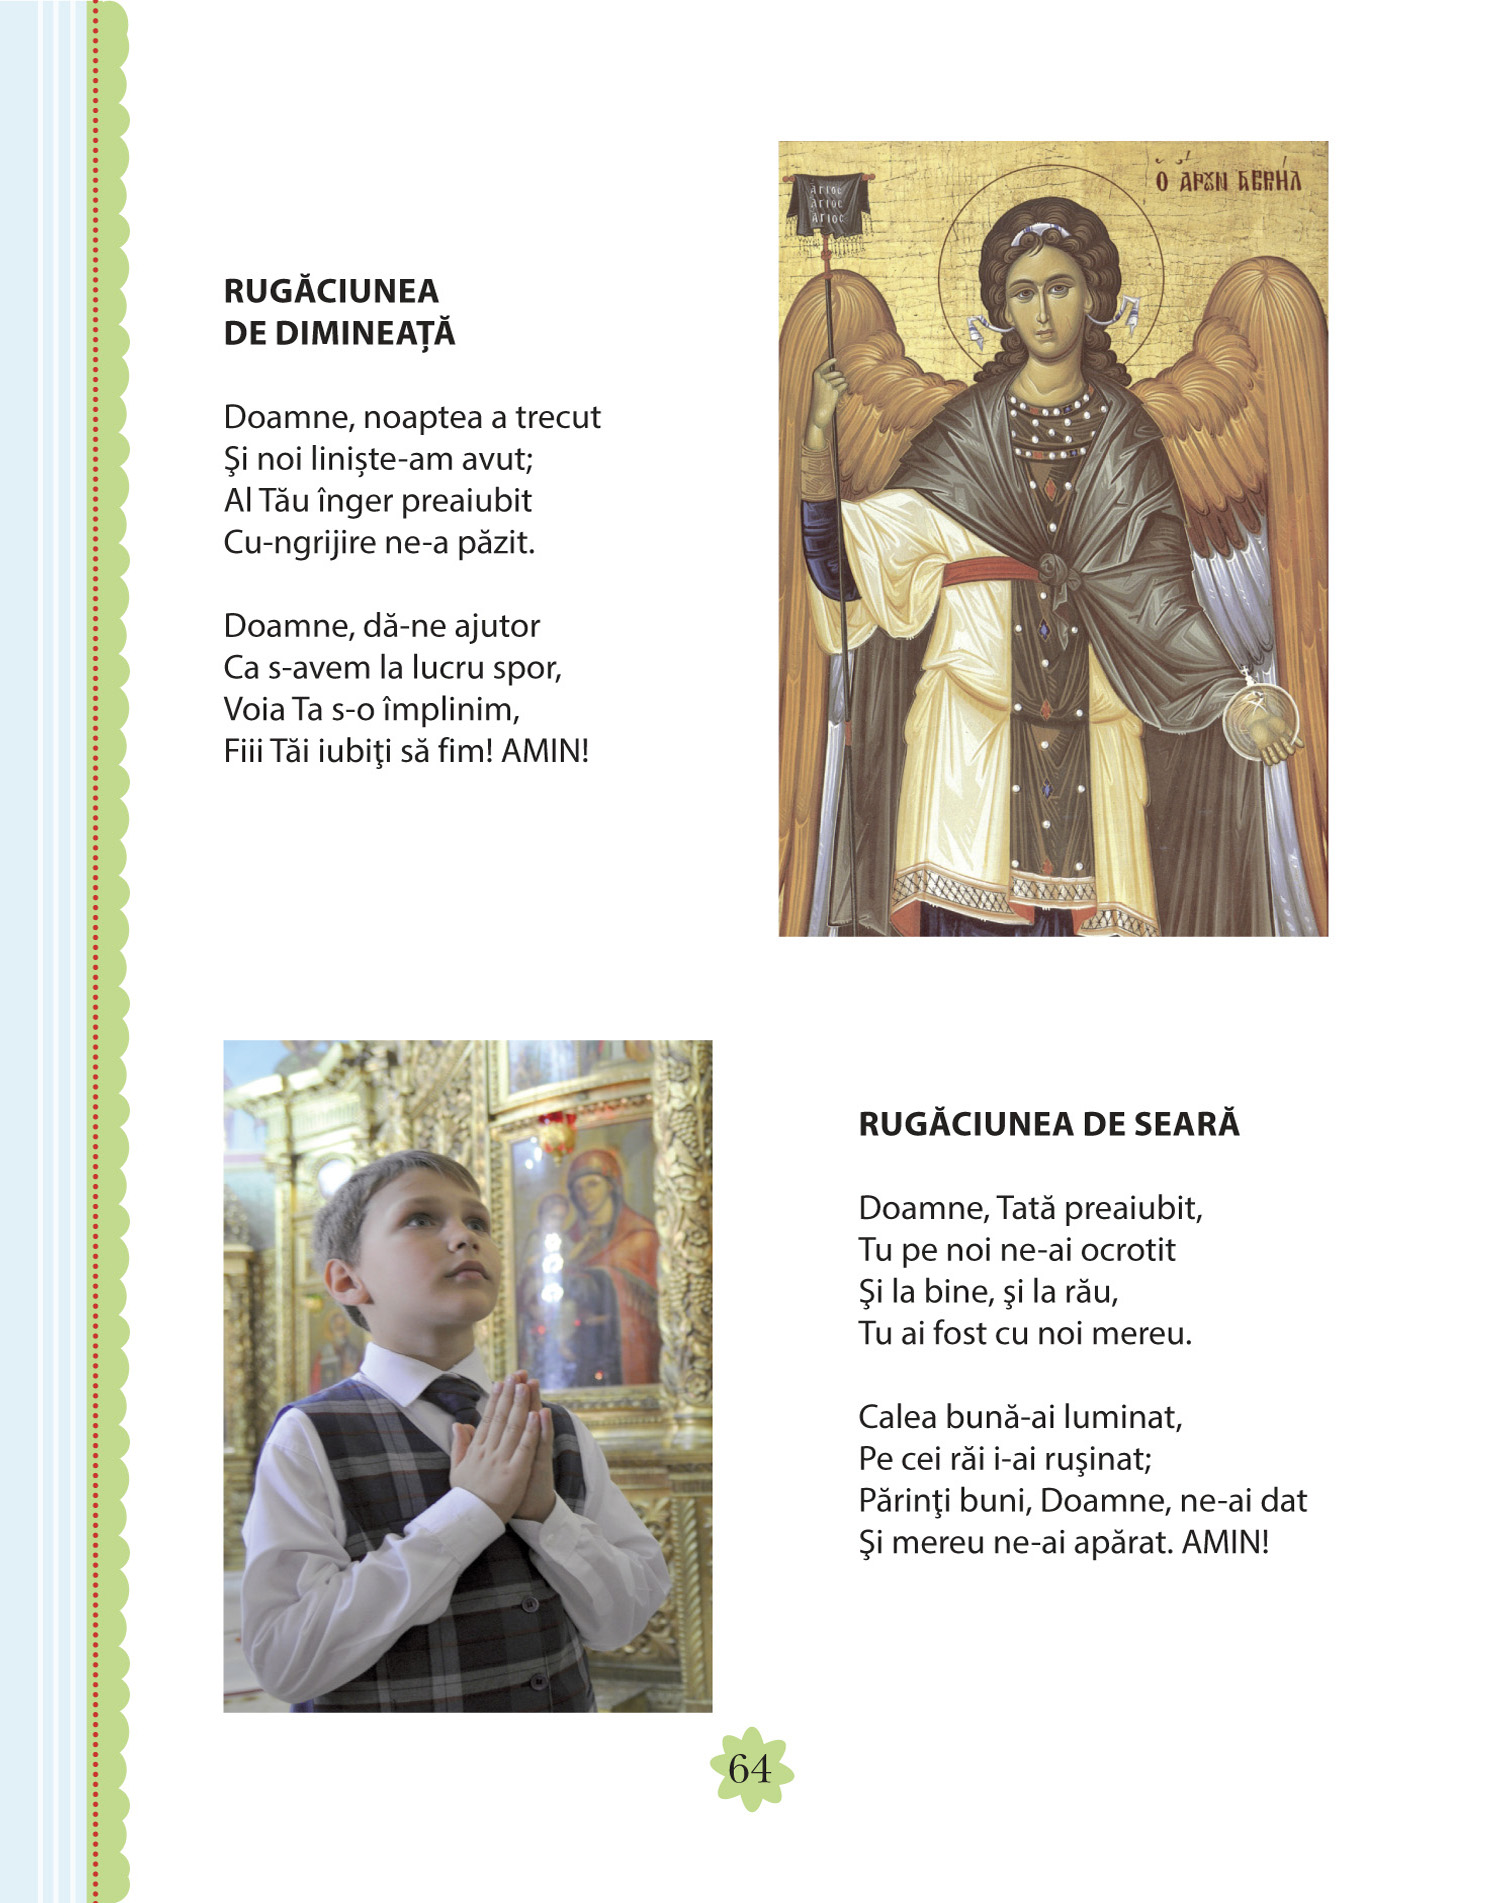 RUGĂCIUNEA
DE DIMINEAȚĂ
Doamne, noaptea a trecut
Şi noi liniște-am avut;
Al Tău înger preaiubit
Cu-ngrijire ne-a păzit.
Doamne, dă-ne ajutor
Ca s-avem la lucru spor,
Voia Ta s-o împlinim,
Fiii Tăi iubiţi să fim! AMIN!
ΑΓΙΟϹ
ΑΓΙΟϹ
ΑΓΙΟϹ
RUGĂCIUNEA DE SEARĂ
Doamne, Tată preaiubit,
Tu pe noi ne-ai ocrotit
Şi la bine, şi la rău,
Tu ai fost cu noi mereu.
Calea bună-ai luminat,
Pe cei răi i-ai ruşinat;
Părinţi buni, Doamne, ne-ai dat
Şi mereu ne-ai apărat. AMIN!
64